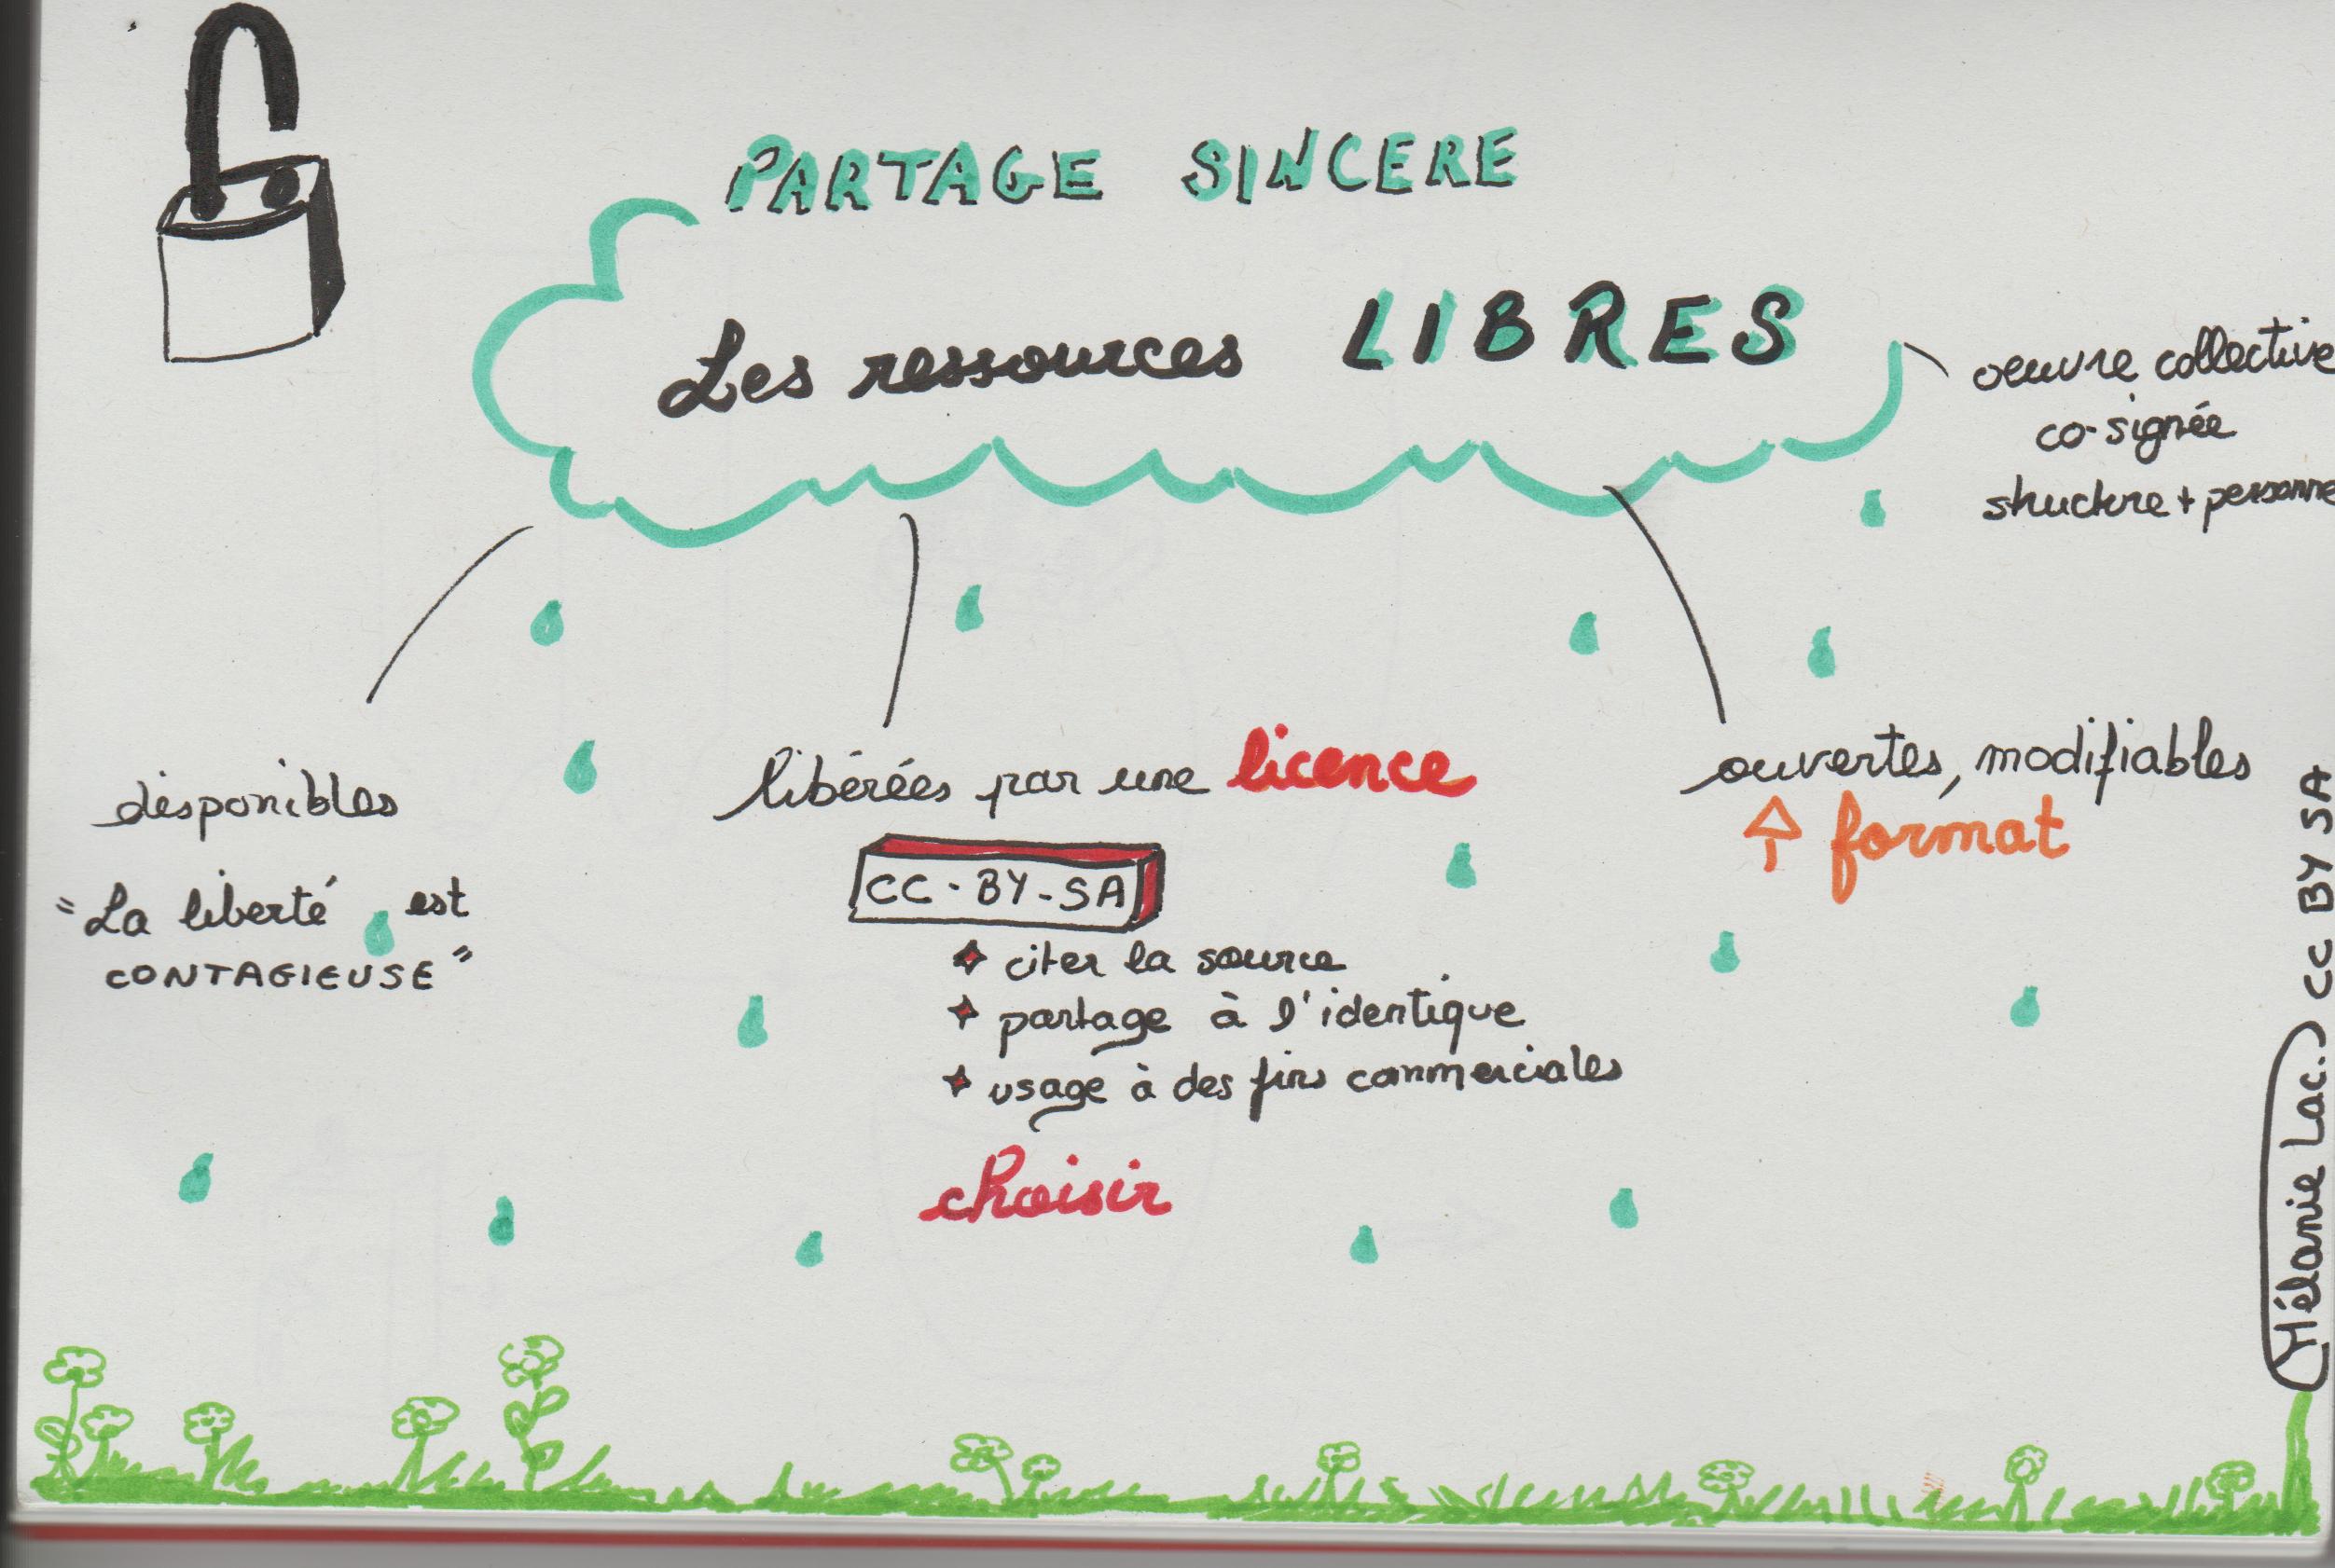 PARTAGE SINCERE
Les ressources LIBRES
oeuvre collective
co-signée
structure + personne
disponibles
"La liberté est
CONTAGIEUSE"
libérées par une licence
CC-BY-SA
citer la source
partage à l'identique
usage à des fins commerciales
choisir
ouvertes, modifiables
format
Mélanie Lac. CC BY SA